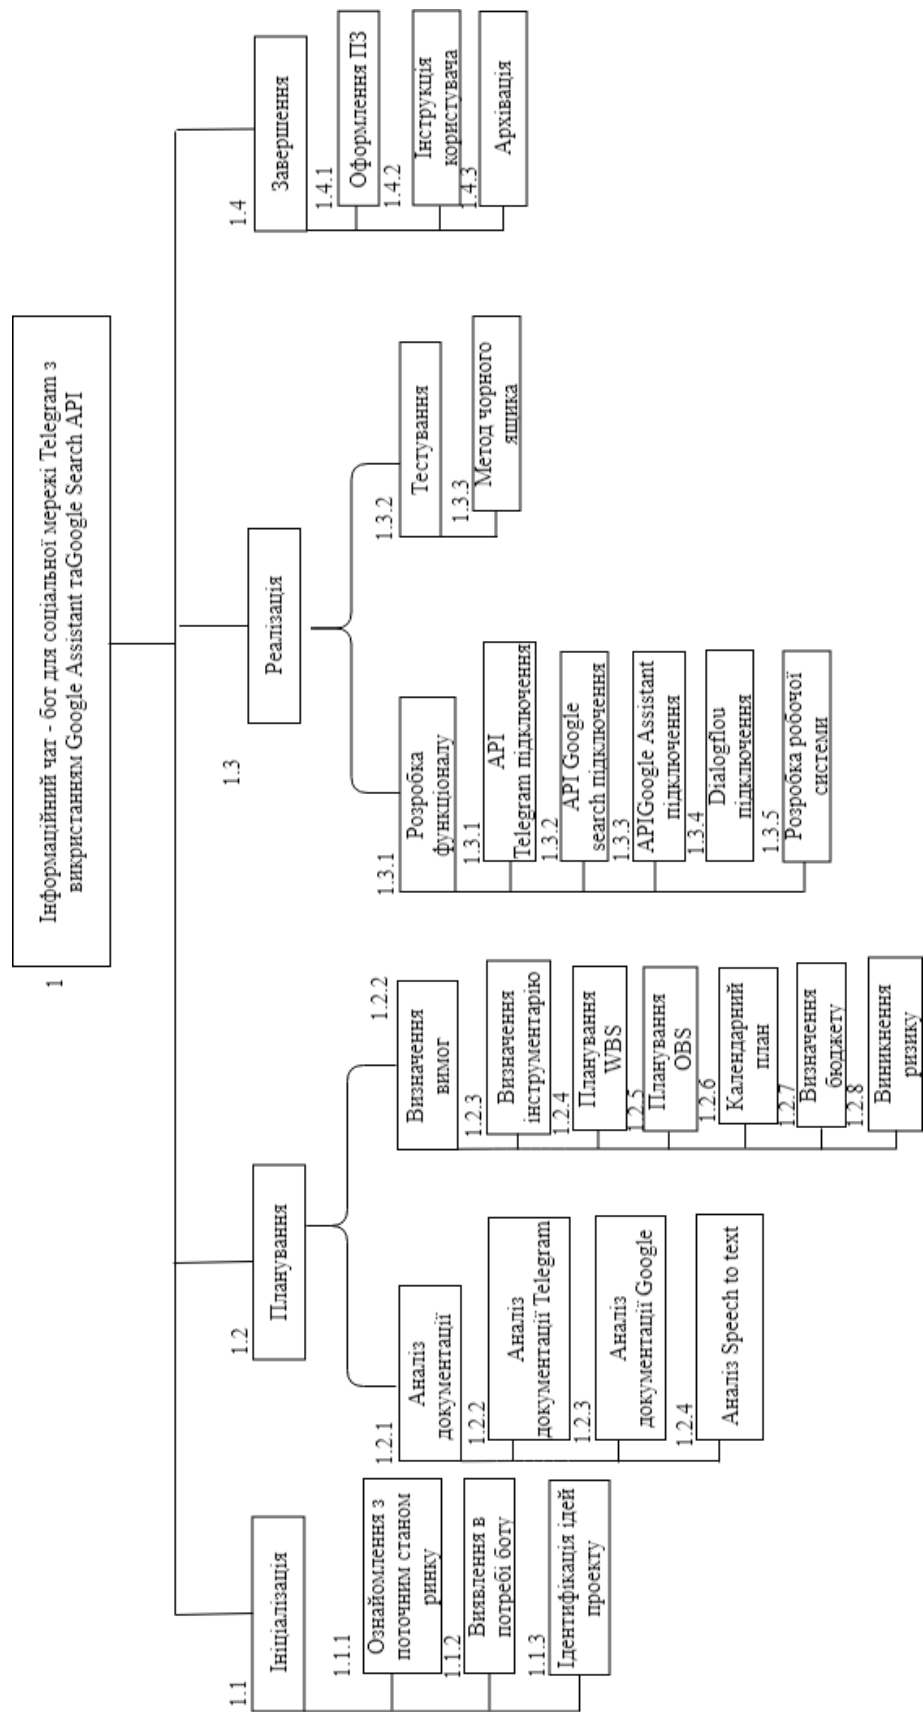 1
Інформаційний чат - бот для соціальної мережі Telegram з
викристанням Google Assistant таGoogle Search API
1.1
Ініціалізація
1.1.1
Ознайомлення з
поточним станом
ринку
1.1.2
Виявлення в
потребі боту
1.1.3
Ідентифікація ідей
проекту
1.2
Планування
1.2.1
Аналіз
документації
1.2.2
Аналіз
документації Telegram
1.2.3
Аналіз
документації Google
1.2.4
Аналіз Speech to text
1.2.2
Визначення
вимог
1.2.3
Визначення
інструментарію
1.2.4
Планування
WBS
1.2.5
Планування
OBS
1.2.6
Календарний
план
1.2.7
Визначення
бюджету
1.2.8
Виникнення
ризику
1.3
Реалізація
1.3.1
Розробка
функціоналу
1.3.1
API
Telegram підключення
1.3.2
API Google
search підключення
1.3.3
APIGoogle Assistant
підключення
1.3.4
Dialogflou
підключення
1.3.5
Розробка робочої
системи
1.3.2
Тестування
1.3.3
Метод чорного
ящика
1.4
Завершення
1.4.1
Оформлення ПЗ
1.4.2
Інструкція
користувача
1.4.3
Архівація